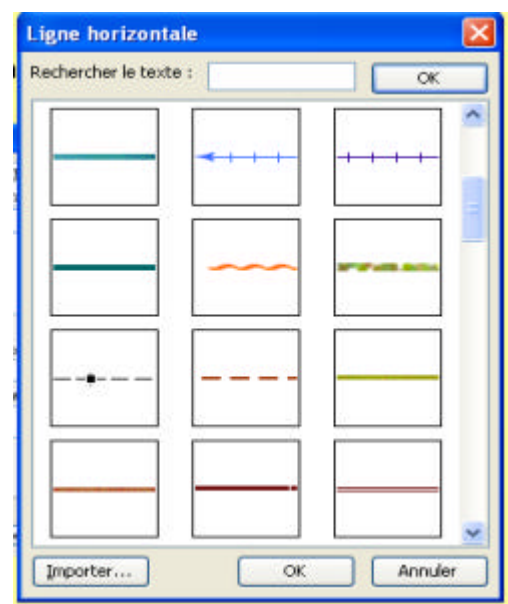 Ligne horizontale
Rechercher le texte :
OK
Importer...
OK
Annuler